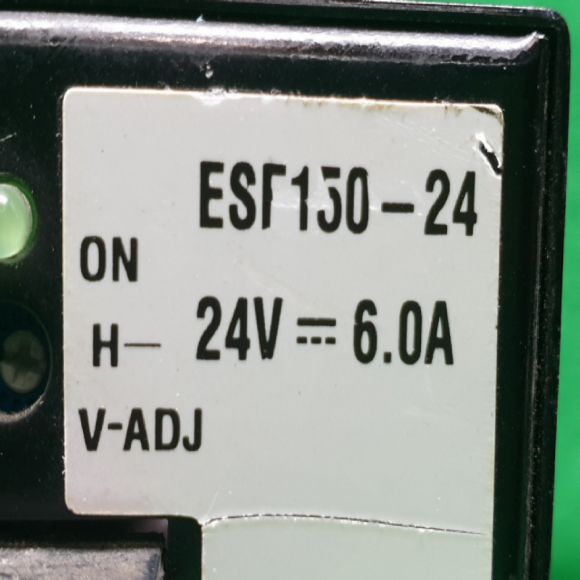 ESF150-24
ON
24V⎓6.0A
H—
V-ADJ